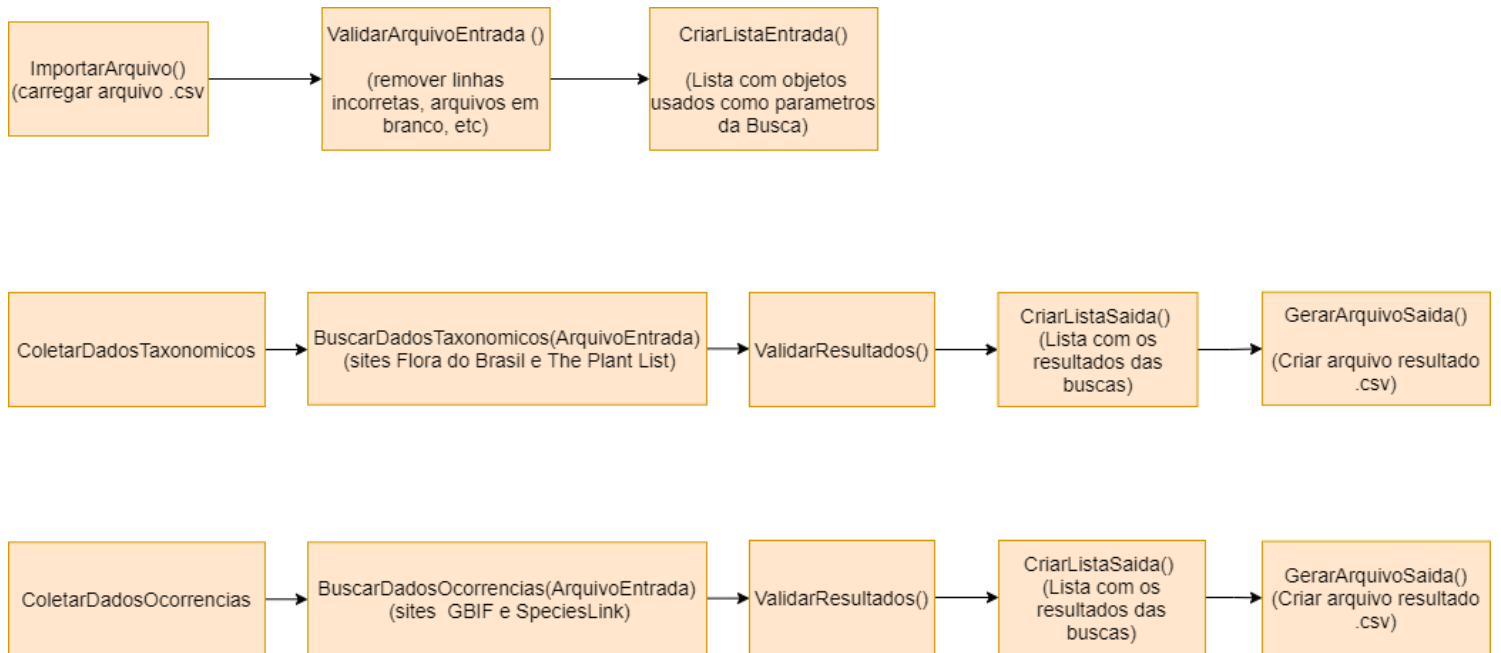 ImportarArquivo()
(carregar arquivo .csv
ValidarArquivoEntrada ()
(remover linhas
incorretas, arquivos em
branco, etc)
CriarListaEntrada()
(Lista com objetos
usados como parametros
da Busca)
ColetarDadosTaxonomicos
BuscarDadosTaxonomicos(ArquivoEntrada)
(sites Flora do Brasil e The Plant List)
ValidarResultados()
CriarListaSaida()
(Lista com os
resultados das
buscas)
GerarArquivoSaida()
(Criar arquivo resultado
.csv)
ColetarDadosOcorrencias
BuscarDadosOcorrencias(ArquivoEntrada)
(sites GBIF e SpeciesLink)
ValidarResultados()
CriarListaSaida()
(Lista com os
resultados das
buscas)
GerarArquivoSaida()
(Criar arquivo resultado
.csv)